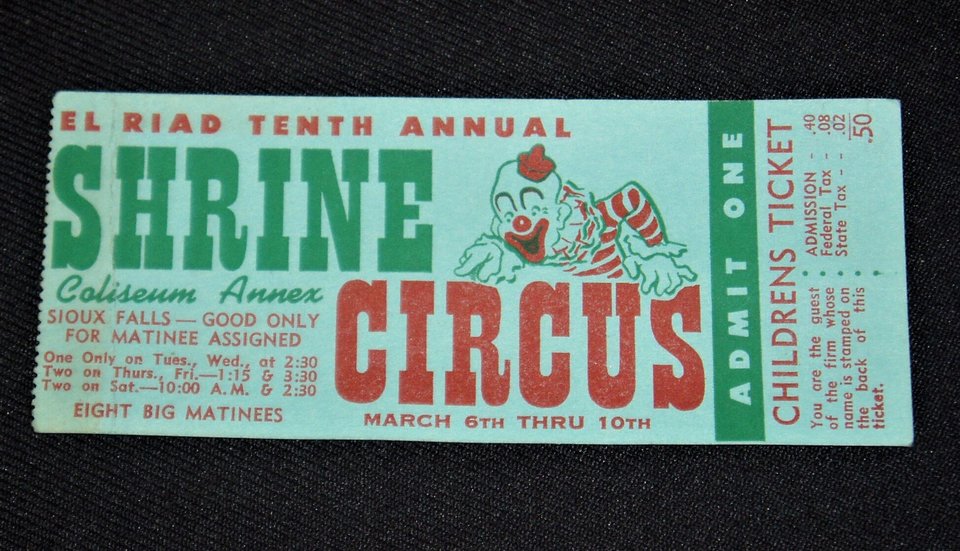 EL RIAD TENTH ANNUAL
SHRINE
Coliseum Annex
CIRCUS
SIOUX FALLS — GOOD ONLY
FOR MATINEE ASSIGNED
One Only on Tues., Wed., at 2:30
Two on Thurs., Fri.—1:15 & 3:30
Two on Sat.—10:00 A.M. & 2:30
EIGHT BIG MATINEES
MARCH 6TH THRU 10TH
ADMIT ONE
CHILDRENS TICKET
ADMISSION - .40
Federal Tax - .08
State Tax - - .02
.50
You are the guest
of the firm whose
name is stamped on
the back of this
ticket.